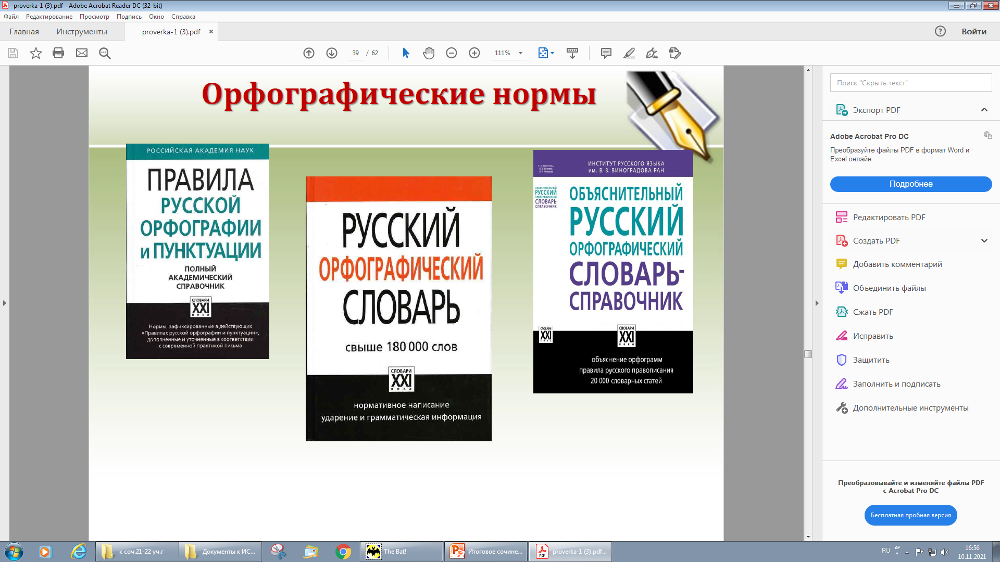 proverka-1 (3).pdf - Adobe Acrobat Reader DC (32-bit)
Файл Редактирование Просмотр Подпись Окно Справка
Главная Инструменты proverka-1 (3).pdf × ? Войти
39 / 62 111%
Орфографические нормы
РОССИЙСКАЯ АКАДЕМИЯ НАУК
ПРАВИЛА
РУССКОЙ
ОРФОГРАФИИ
и ПУНКТУАЦИИ
ПОЛНЫЙ
АКАДЕМИЧЕСКИЙ
СПРАВОЧНИК
СЛОВАРИ
XXI
века
Нормы, зафиксированные в действующих
«Правилах русской орфографии и пунктуации»,
дополненные и уточненные в соответствии
с современной практикой письма
РУССКИЙ
ОРФОГРАФИЧЕСКИЙ
СЛОВАРЬ
свыше 180 000 слов
СЛОВАРИ
XXI
века
нормативное написание
ударение и грамматическая информация
ИНСТИТУТ РУССКОГО ЯЗЫКА
им. В. В. ВИНОГРАДОВА РАН
ОБЪЯСНИТЕЛЬНЫЙ
РУССКИЙ
ОРФОГРАФИЧЕСКИЙ
СЛОВАРЬ-
СПРАВОЧНИК
ОБЪЯСНИТЕЛЬНЫЙ
РУССКИЙ
ОРФОГРАФИЧЕСКИЙ
СЛОВАРЬ-
СПРАВОЧНИК
СЛОВАРИ
XXI
века
СЛОВАРИ
XXI
века
объяснение орфограмм
правила русского правописания
20 000 словарных статей
Поиск "Скрыть текст"
Экспорт PDF
Adobe Acrobat Pro DC
Преобразуйте файлы PDF в формат Word и
Excel онлайн
Подробнее
Редактировать PDF
Создать PDF
Добавить комментарий
Объединить файлы
Сжать PDF
Исправить
Защитить
Заполнить и подписать
Дополнительные инструменты
Преобразовывайте и изменяйте файлы PDF
с Acrobat Pro DC
Бесплатная пробная версия
к соч.21-22 уч.г Документы к ИС... The Bat! Итоговое сочине... proverka-1 (3).pdf... RU 16:56
10.11.2021